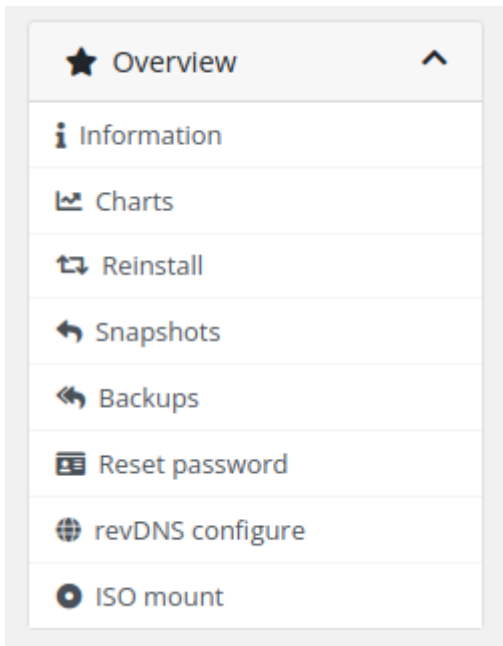 Overview
Information
Charts
Reinstall
Snapshots
Backups
Reset password
revDNS configure
ISO mount